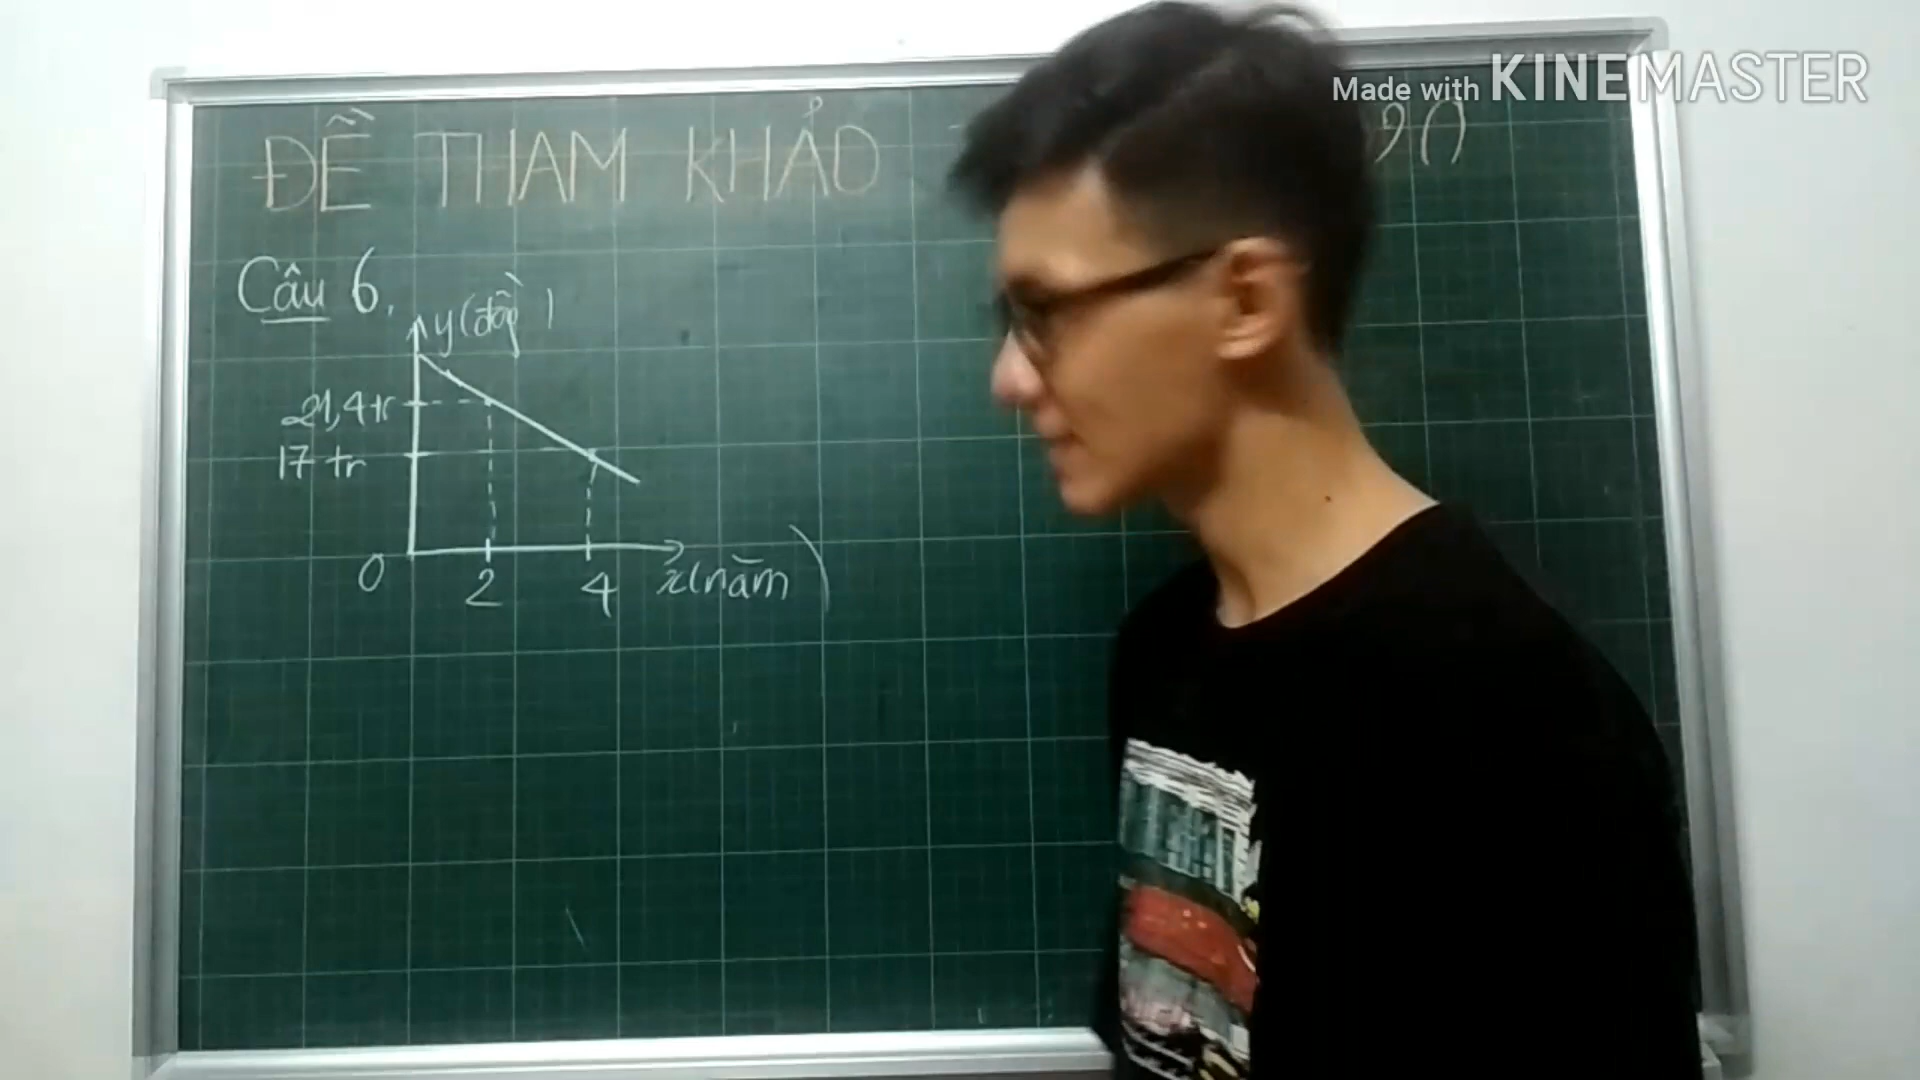 Made with KINEMASTER
ĐỀ THAM KHẢO
Câu 6.
y(đồng)
21,4tr
17 tr
0 2 4 x(năm)